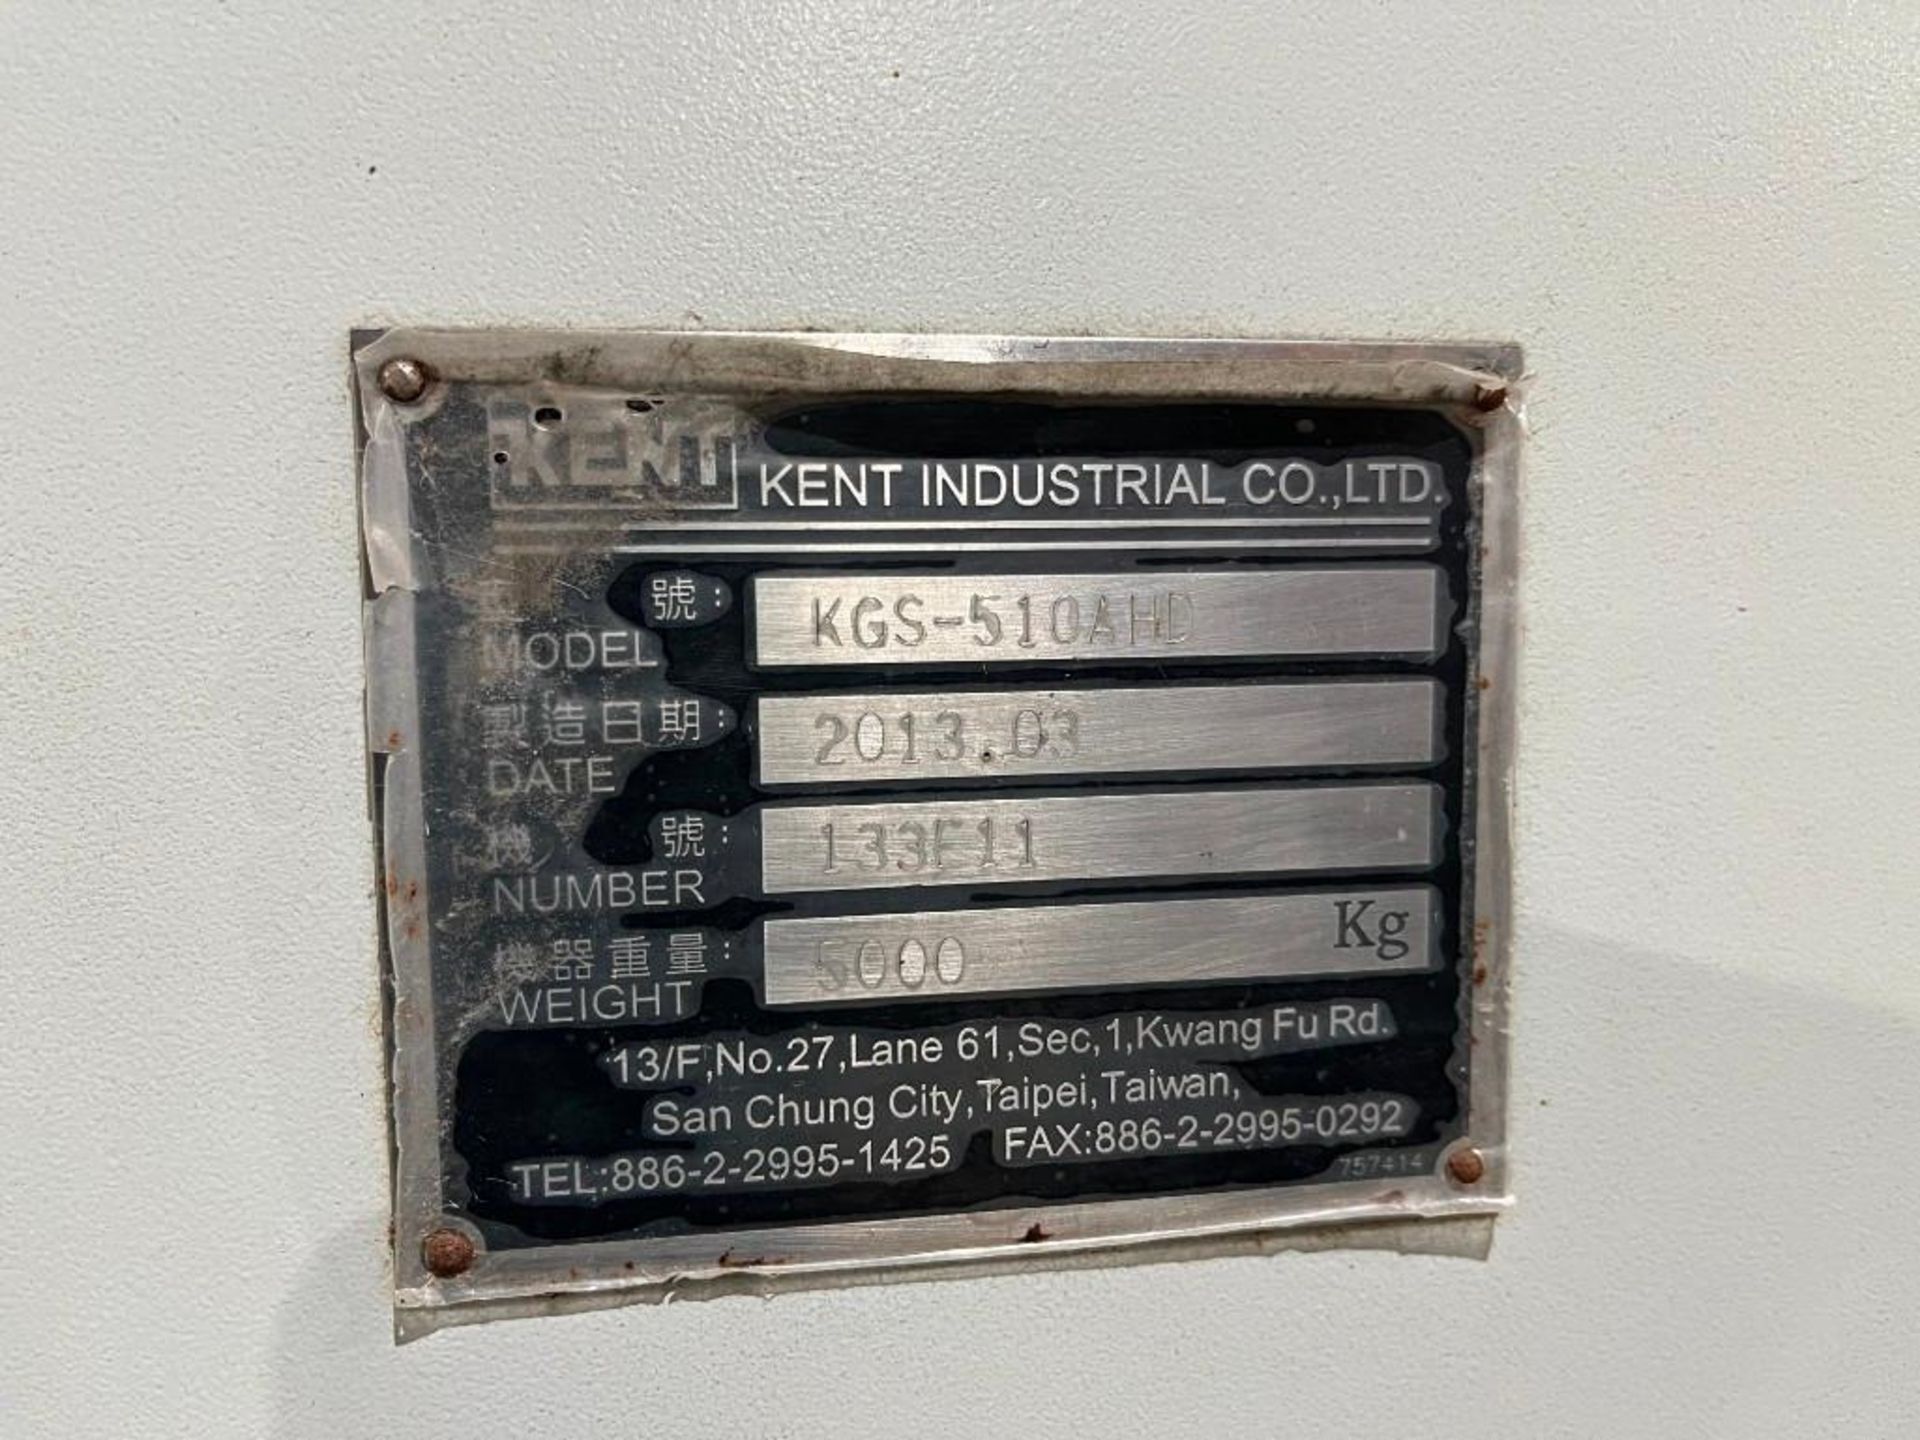 KENT KENT INDUSTRIAL CO.,LTD.
號:
MODEL KGS-510AHD
製造日期:
DATE 2013.03
機 號:
NUMBER 133F11
機器重量:
WEIGHT 5000 Kg
13/F,No.27,Lane 61,Sec,1,Kwang Fu Rd.
San Chung City,Taipei,Taiwan,
TEL:886-2-2995-1425 FAX:886-2-2995-0292
757414